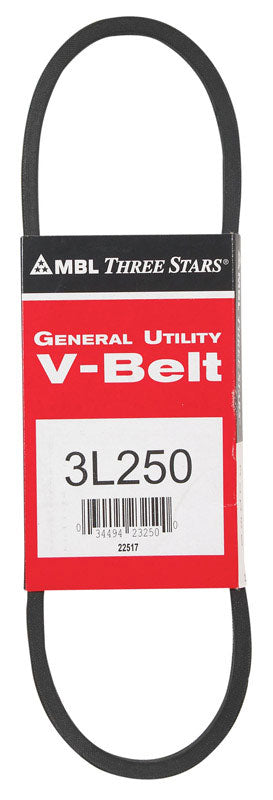 MBL THREE STARS®
GENERAL UTILITY
V-Belt
3L250
0 34494 23250 0
22517